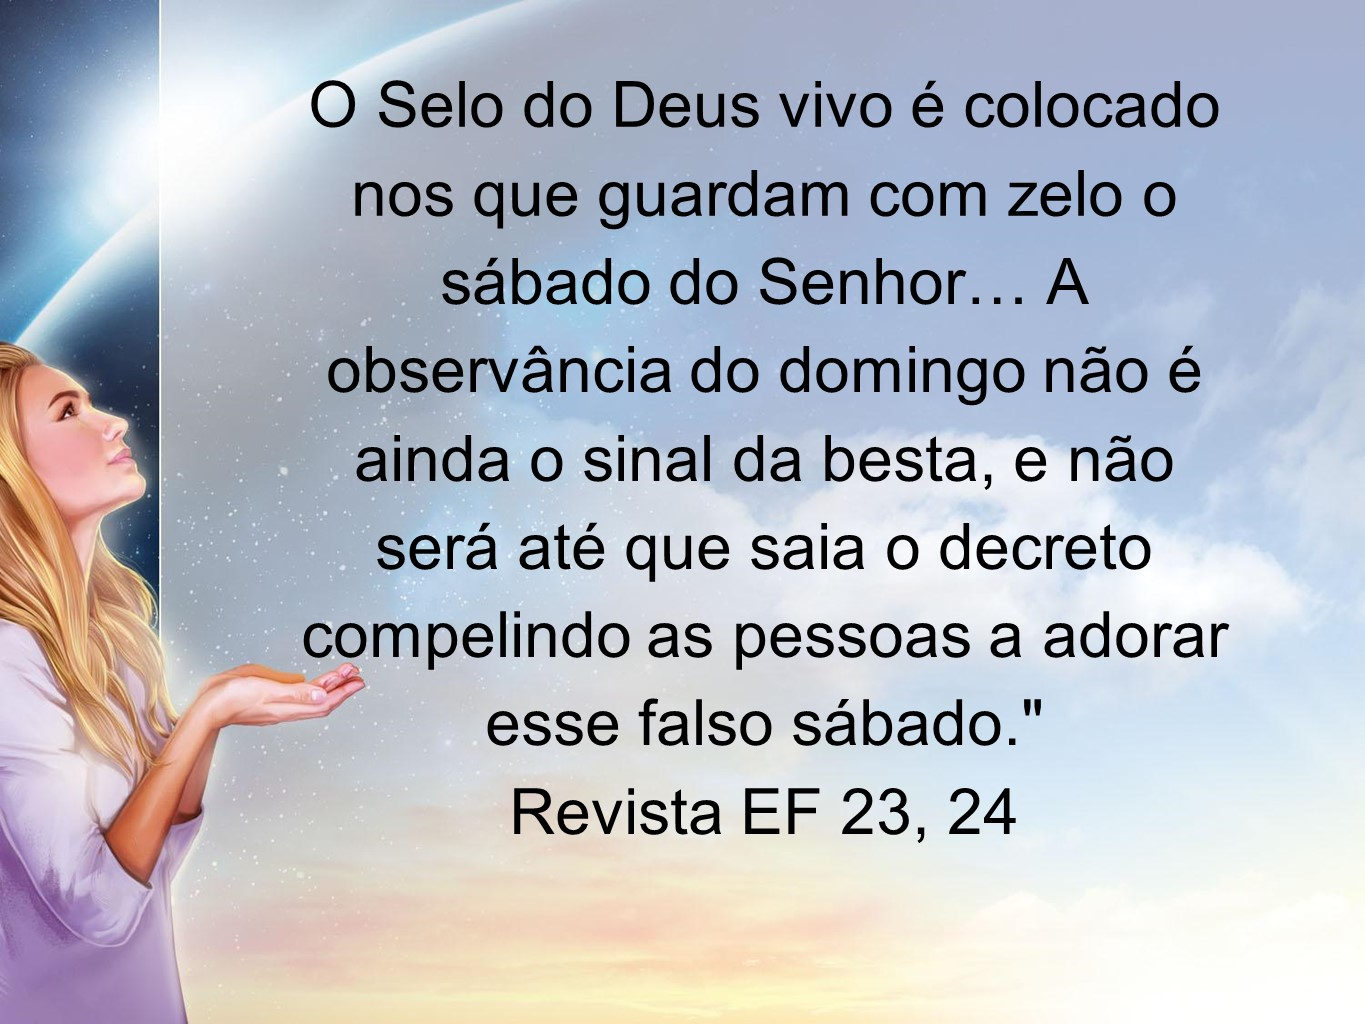 O Selo do Deus vivo é colocado
nos que guardam com zelo o
sábado do Senhor… A
observância do domingo não é
ainda o sinal da besta, e não
será até que saia o decreto
compelindo as pessoas a adorar
esse falso sábado."
Revista EF 23, 24